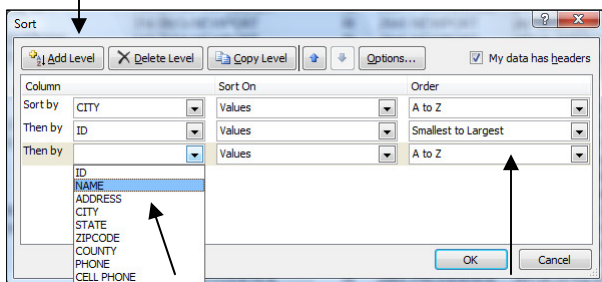 Sort
Add Level Delete Level Copy Level Options... My data has headers
Column Sort On Order
Sort by CITY Values A to Z
Then by ID Values Smallest to Largest
Then by Values A to Z
ID
NAME
ADDRESS
CITY
STATE
ZIPCODE
COUNTY
PHONE
CELL PHONE
OK Cancel